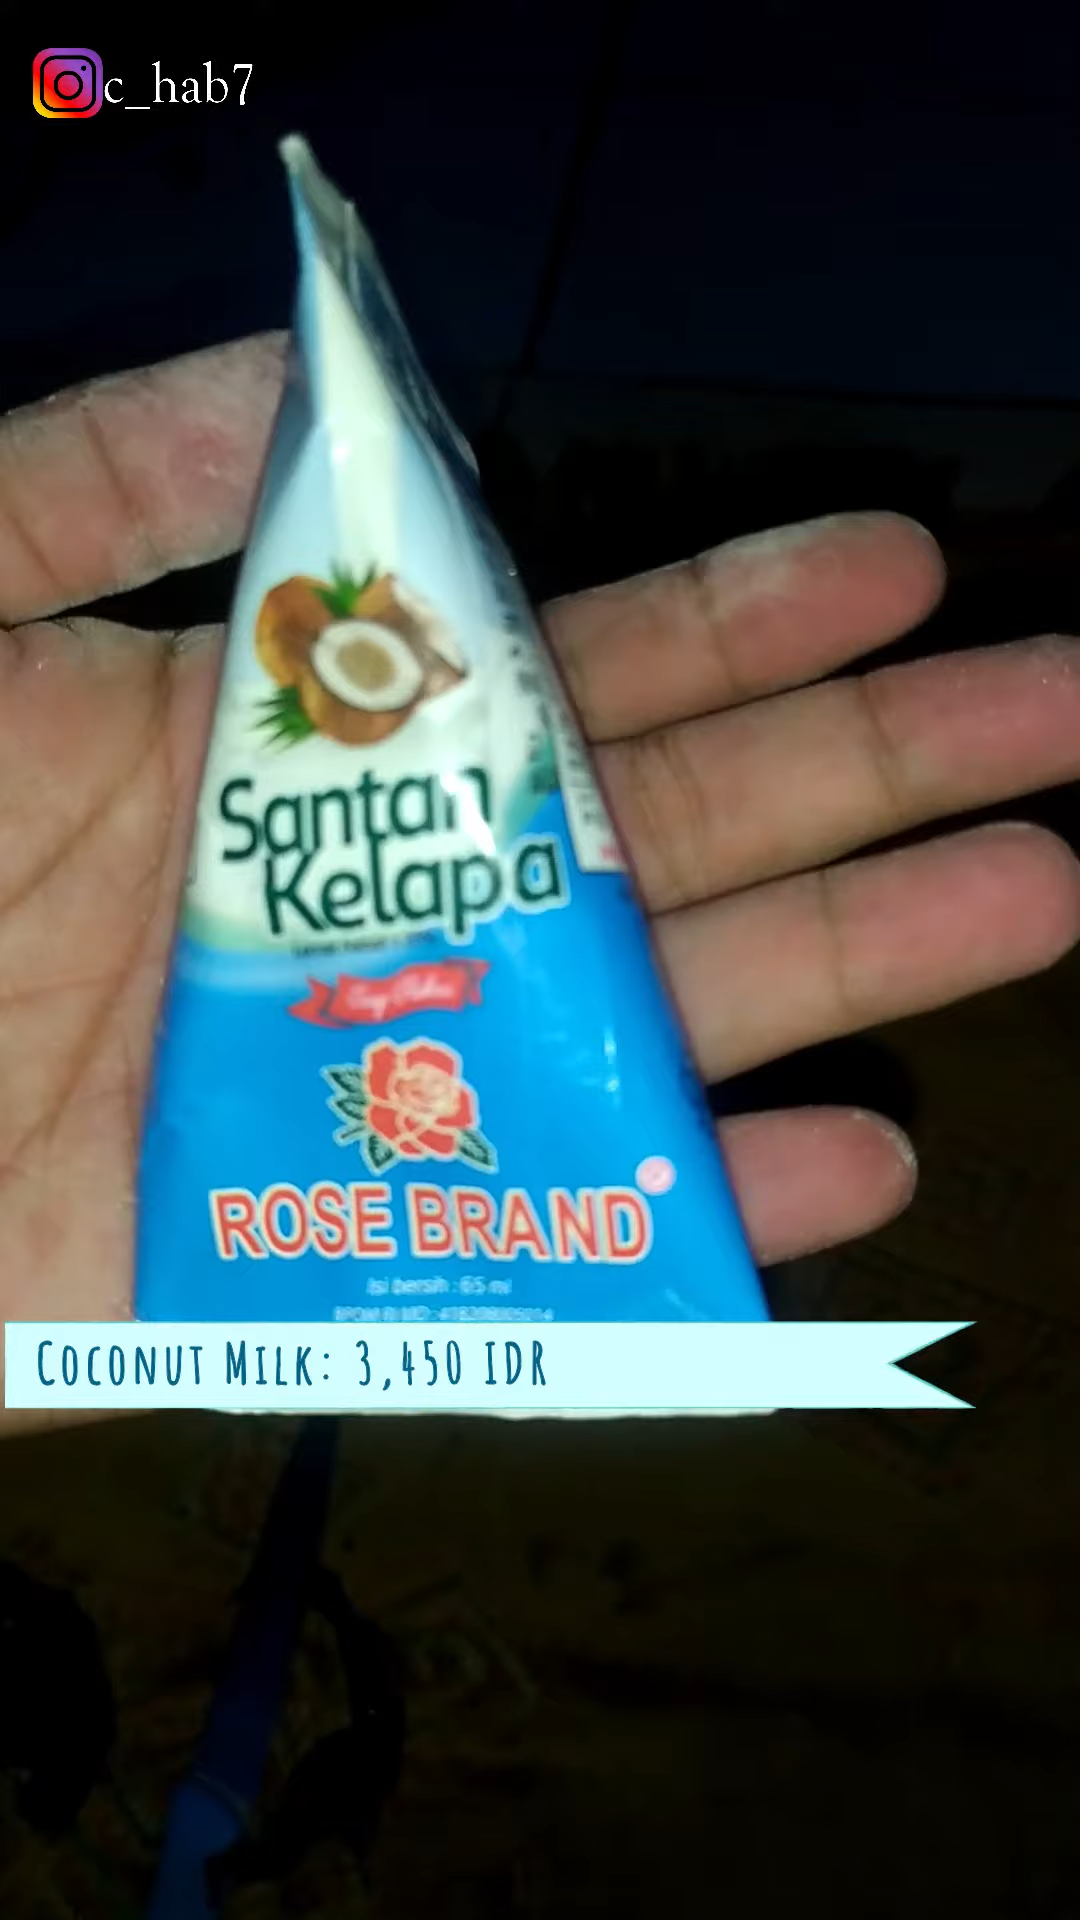 c_hab7
Santan
Kelapa
ROSE BRAND
Isi bersih : 65 ml
COCONUT MILK: 3,450 IDR